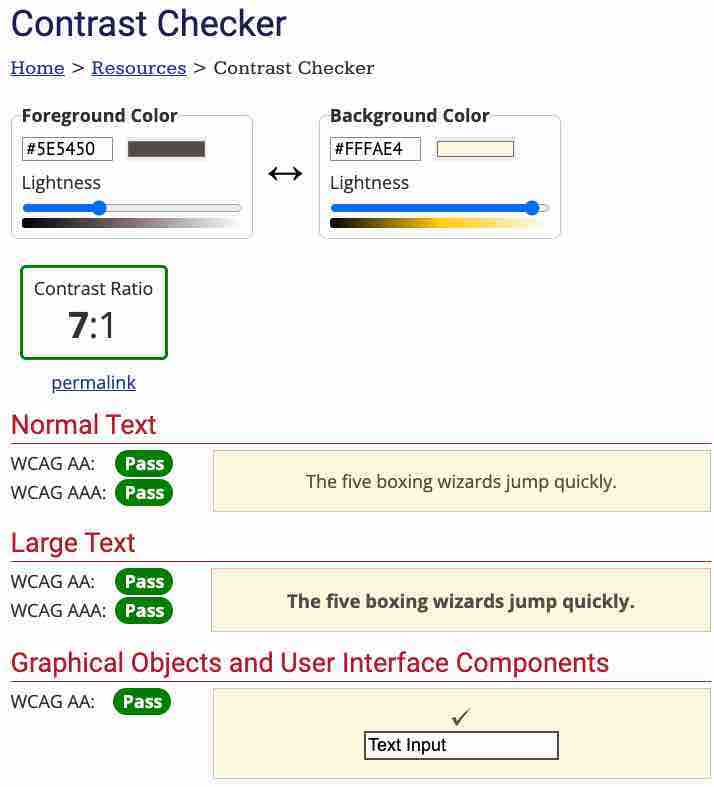 Contrast Checker
Home > Resources > Contrast Checker
Foreground Color
#5E5450
Lightness
↔
Background Color
#FFFAE4
Lightness
Contrast Ratio
7:1
permalink
Normal Text
WCAG AA: Pass
WCAG AAA: Pass
The five boxing wizards jump quickly.
Large Text
WCAG AA: Pass
WCAG AAA: Pass
The five boxing wizards jump quickly.
Graphical Objects and User Interface Components
WCAG AA: Pass
✓
Text Input